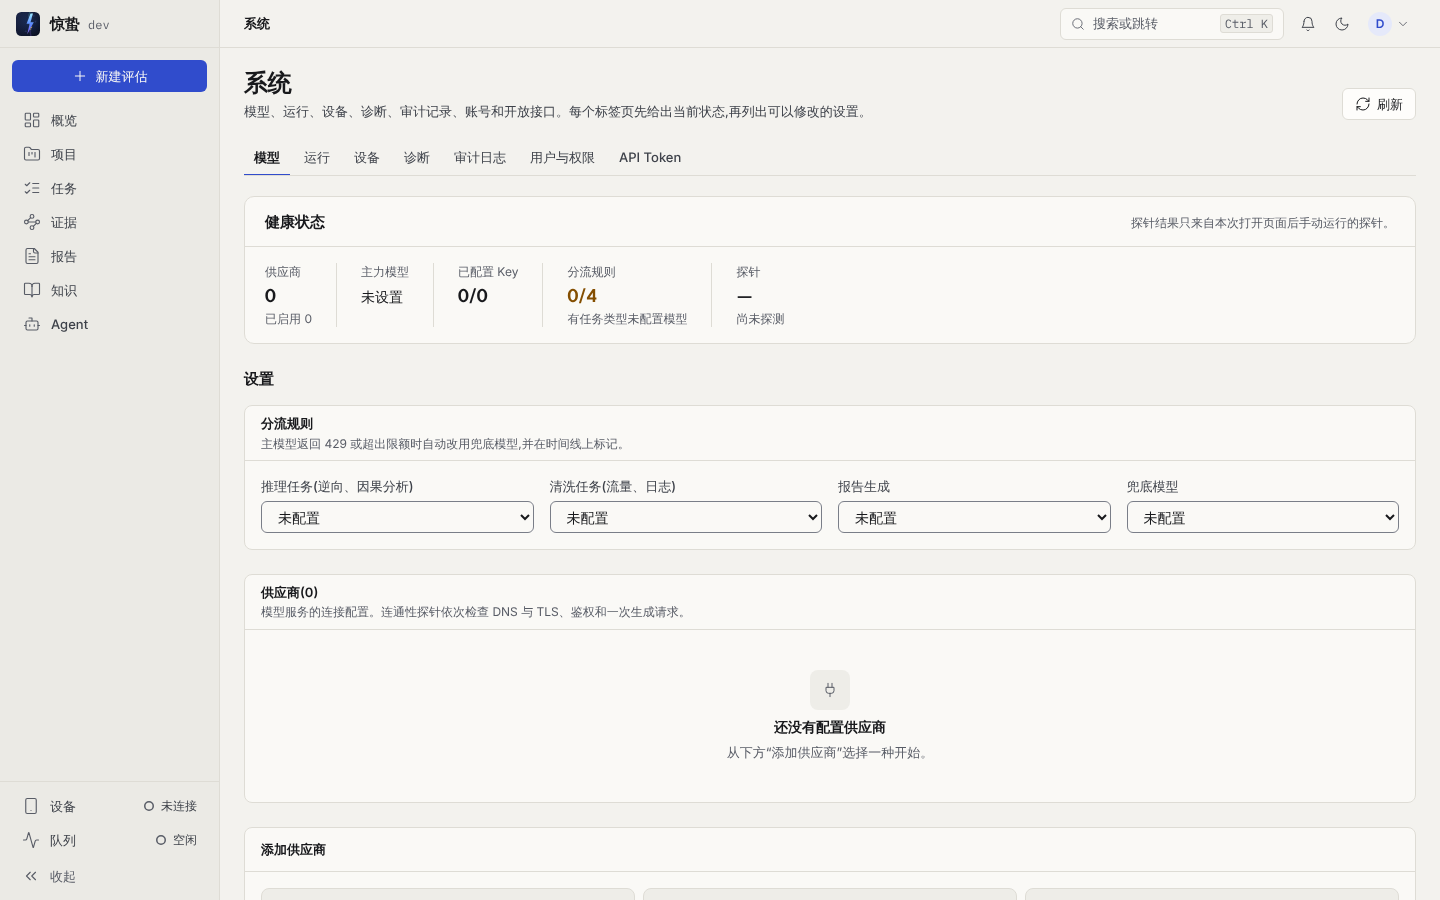 惊蛰 dev
系统
搜索或跳转 Ctrl K
D
新建评估
概览
项目
任务
证据
报告
知识
Agent
设备 未连接
队列 空闲
收起
系统
模型、运行、设备、诊断、审计记录、账号和开放接口。每个标签页先给出当前状态,再列出可以修改的设置。
刷新
模型 运行 设备 诊断 审计日志 用户与权限 API Token
健康状态 探针结果只来自本次打开页面后手动运行的探针。
供应商 主力模型 已配置 Key 分流规则 探针
0 未设置 0/0 0/4 —
已启用 0 有任务类型未配置模型 尚未探测
设置
分流规则
主模型返回 429 或超出限额时自动改用兜底模型,并在时间线上标记。
推理任务(逆向、因果分析) 清洗任务(流量、日志) 报告生成 兜底模型
未配置 未配置 未配置 未配置
供应商(0)
模型服务的连接配置。连通性探针依次检查 DNS 与 TLS、鉴权和一次生成请求。
还没有配置供应商
从下方“添加供应商”选择一种开始。
添加供应商